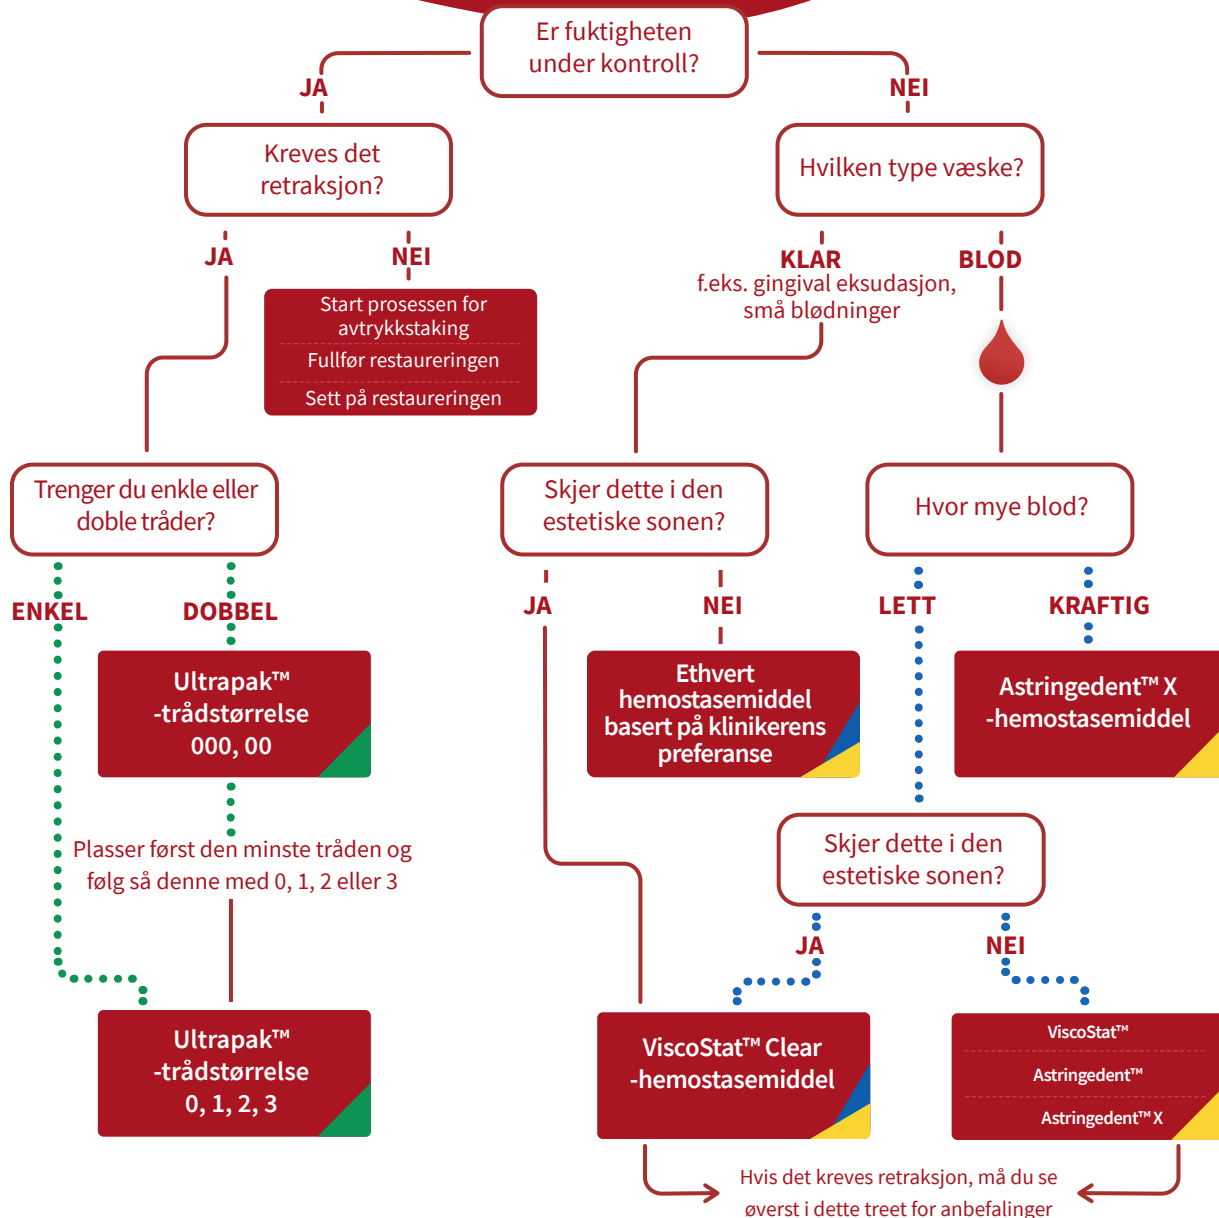 Er fuktigheten
under kontroll?
JA
NEI
Kreves det
retraksjon?
Hvilken type væske?
JA
NEI
KLAR
f.eks. gingival eksudasjon,
små blødninger
BLOD
Start prosessen for
avtrykkstaking
Fullfør restaureringen
Sett på restaureringen
Trenger du enkle eller
doble tråder?
Skjer dette i den
estetiske sonen?
Hvor mye blod?
ENKEL
DOBBEL
JA
NEI
LETT
KRAFTIG
Ultrapak™
-trådstørrelse
000, 00
Ethvert
hemostasemiddel
basert på klinikerens
preferanse
Astringedent™ X
-hemostasemiddel
Plasser først den minste tråden og
følg så denne med 0, 1, 2 eller 3
Skjer dette i den
estetiske sonen?
JA
NEI
Ultrapak™
-trådstørrelse
0, 1, 2, 3
ViscoStat™ Clear
-hemostasemiddel
ViscoStat™
Astringedent™
Astringedent™ X
Hvis det kreves retraksjon, må du se
øverst i dette treet for anbefalinger